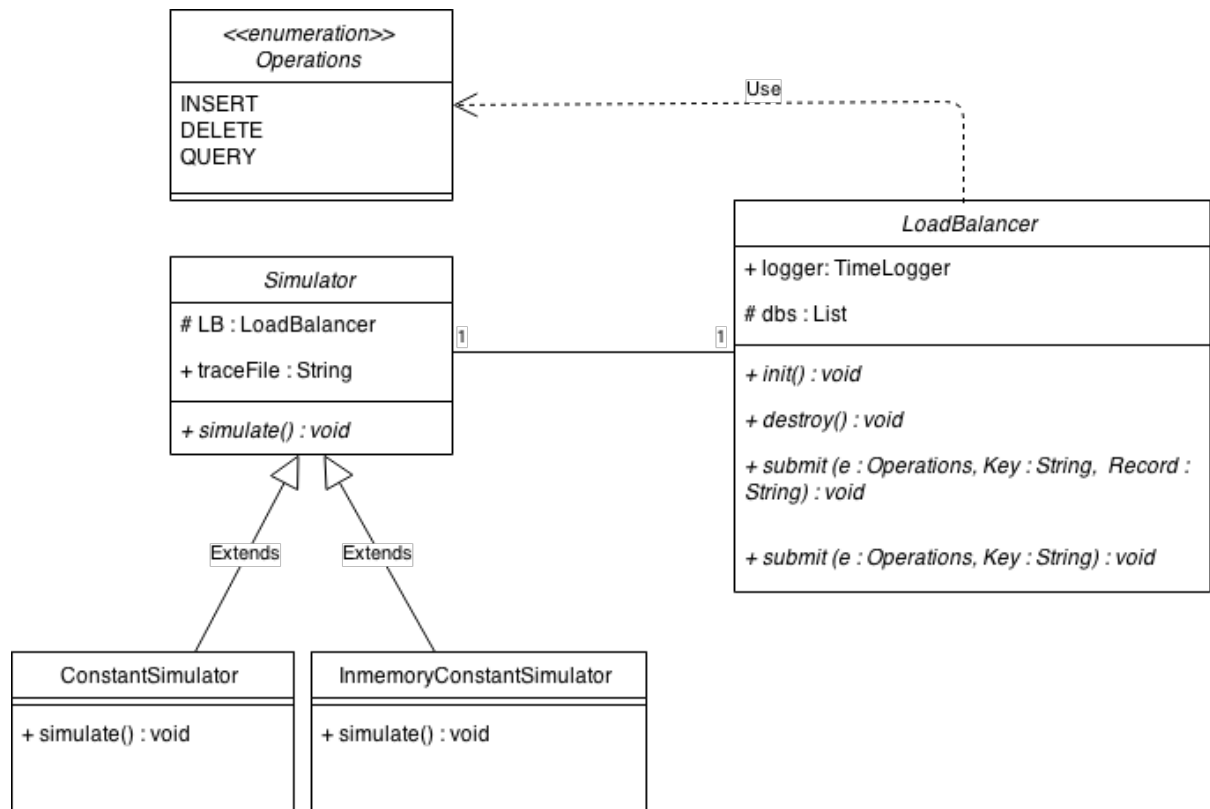 <<enumeration>>
Operations
INSERT
DELETE
QUERY
Use
LoadBalancer
+ logger: TimeLogger
# dbs : List
+ init() : void
+ destroy() : void
+ submit (e : Operations, Key : String, Record :
String) : void
+ submit (e : Operations, Key : String) : void
Simulator
# LB : LoadBalancer
+ traceFile : String
+ simulate() : void
1
1
Extends
Extends
ConstantSimulator
+ simulate() : void
InmemoryConstantSimulator
+ simulate() : void